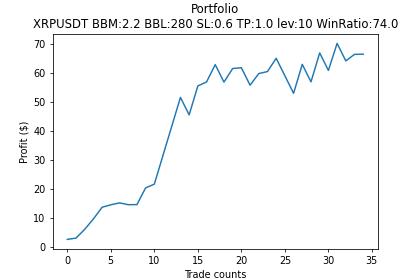 Portfolio
XRPUSDT BBM:2.2 BBL:280 SL:0.6 TP:1.0 lev:10 WinRatio:74.0
70
60
50
40
30
20
10
0
Profit ($)
0 5 10 15 20 25 30 35
Trade counts